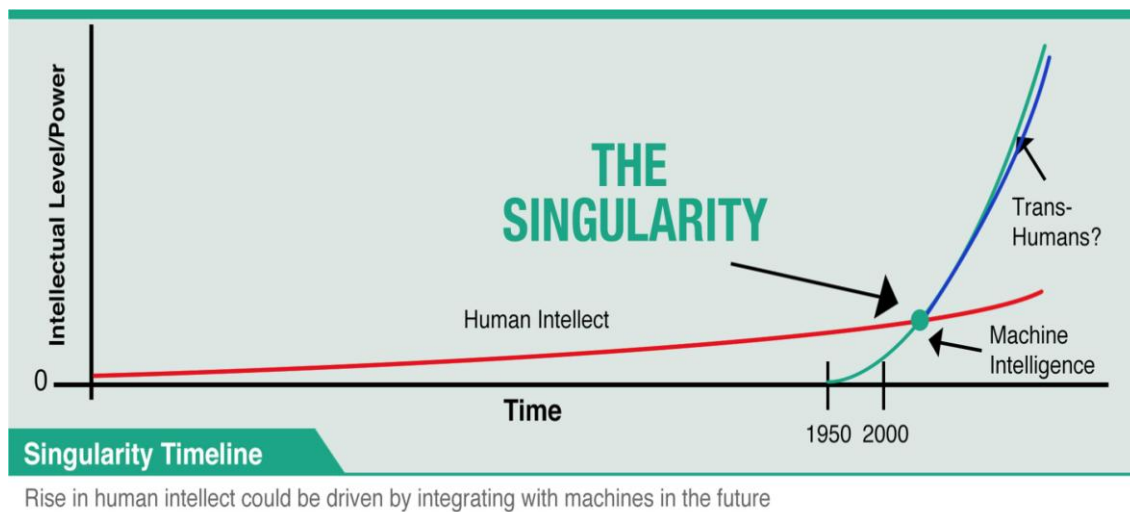 Intellectual Level/Power
THE
SINGULARITY
Trans-
Humans?
Human Intellect
Machine
Intelligence
0
Time
1950 2000
Singularity Timeline
Rise in human intellect could be driven by integrating with machines in the future